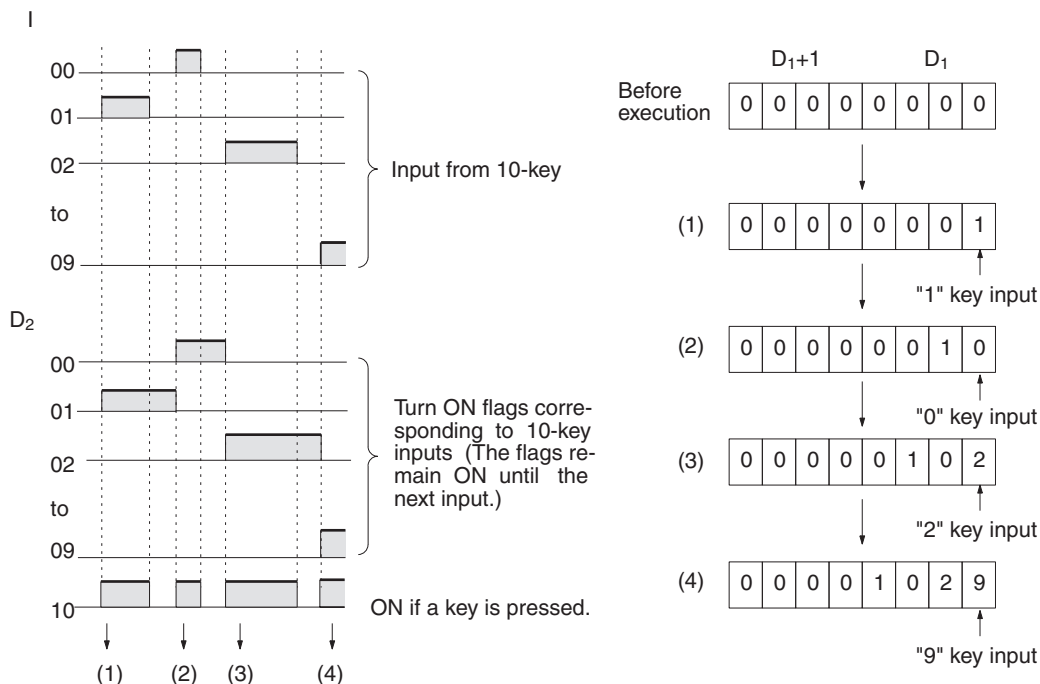 I
00
01
02
to
09
Input from 10-key
D₂
00
01
02
to
09
10
Turn ON flags corre-
sponding to 10-key
inputs (The flags re-
main ON until the
next input.)
ON if a key is pressed.
(1) (2) (3) (4)
D₁+1 D₁
Before
execution
0 0 0 0 0 0 0 0
(1) 0 0 0 0 0 0 0 1
"1" key input
(2) 0 0 0 0 0 0 1 0
"0" key input
(3) 0 0 0 0 0 1 0 2
"2" key input
(4) 0 0 0 0 1 0 2 9
"9" key input